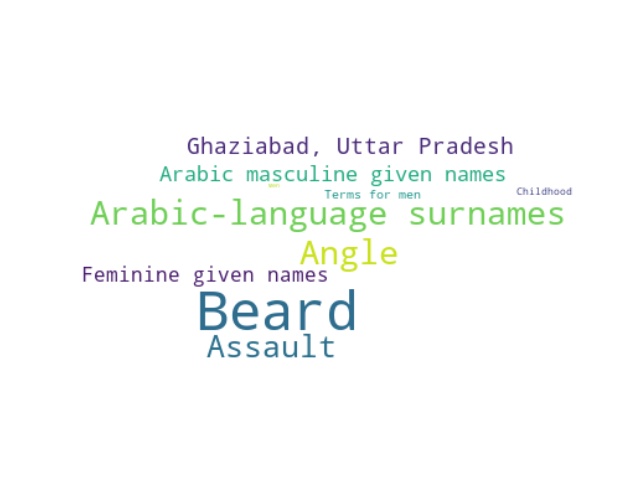 Ghaziabad, Uttar Pradesh
Arabic masculine given names
Terms for men
Childhood
Arabic-language surnames
Angle
Feminine given names
Beard
Assault